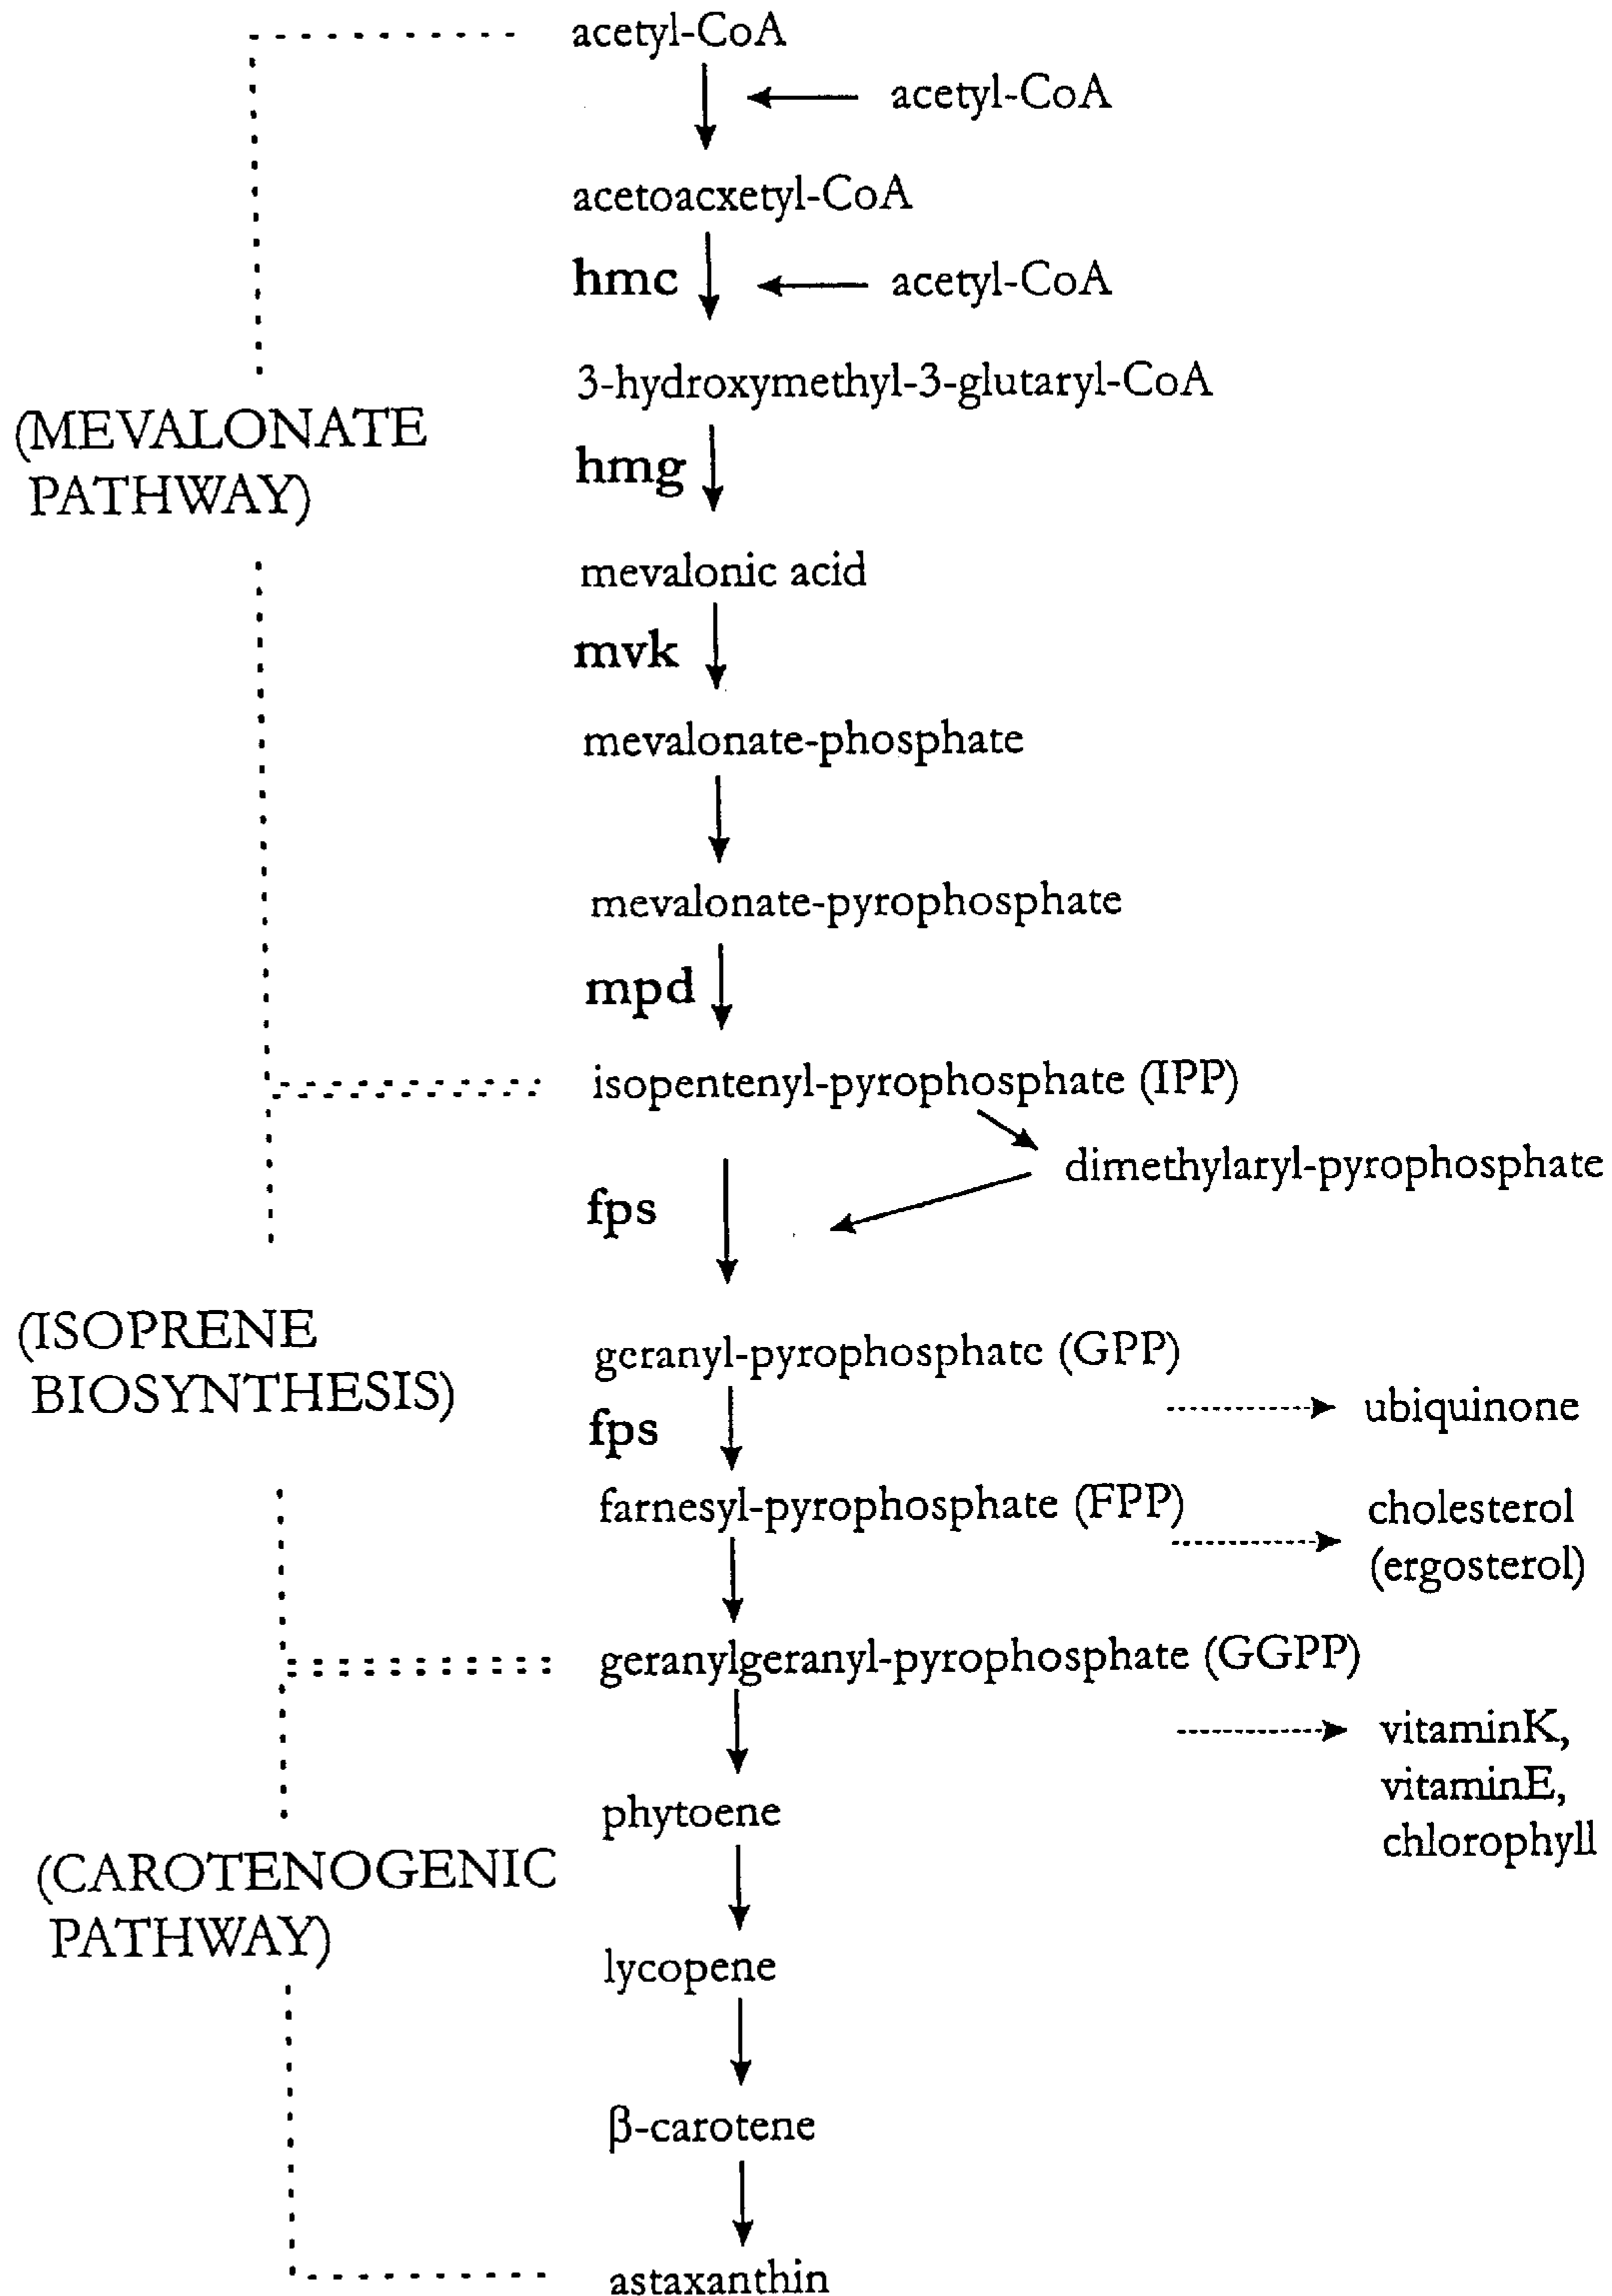 acetyl-CoA
acetyl-CoA
acetoacxetyl-CoA
hmc
acetyl-CoA
3-hydroxymethyl-3-glutaryl-CoA
(MEVALONATE
PATHWAY)
hmg
mevalonic acid
mvk
mevalonate-phosphate
mevalonate-pyrophosphate
mpd
isopentenyl-pyrophosphate (IPP)
dimethylaryl-pyrophosphate
fps
(ISOPRENE
BIOSYNTHESIS)
geranyl-pyrophosphate (GPP)
ubiquinone
fps
farnesyl-pyrophosphate (FPP)
cholesterol
(ergosterol)
geranylgeranyl-pyrophosphate (GGPP)
vitaminK,
vitaminE,
chlorophyll
phytoene
(CAROTENOGENIC
PATHWAY)
lycopene
β-carotene
astaxanthin